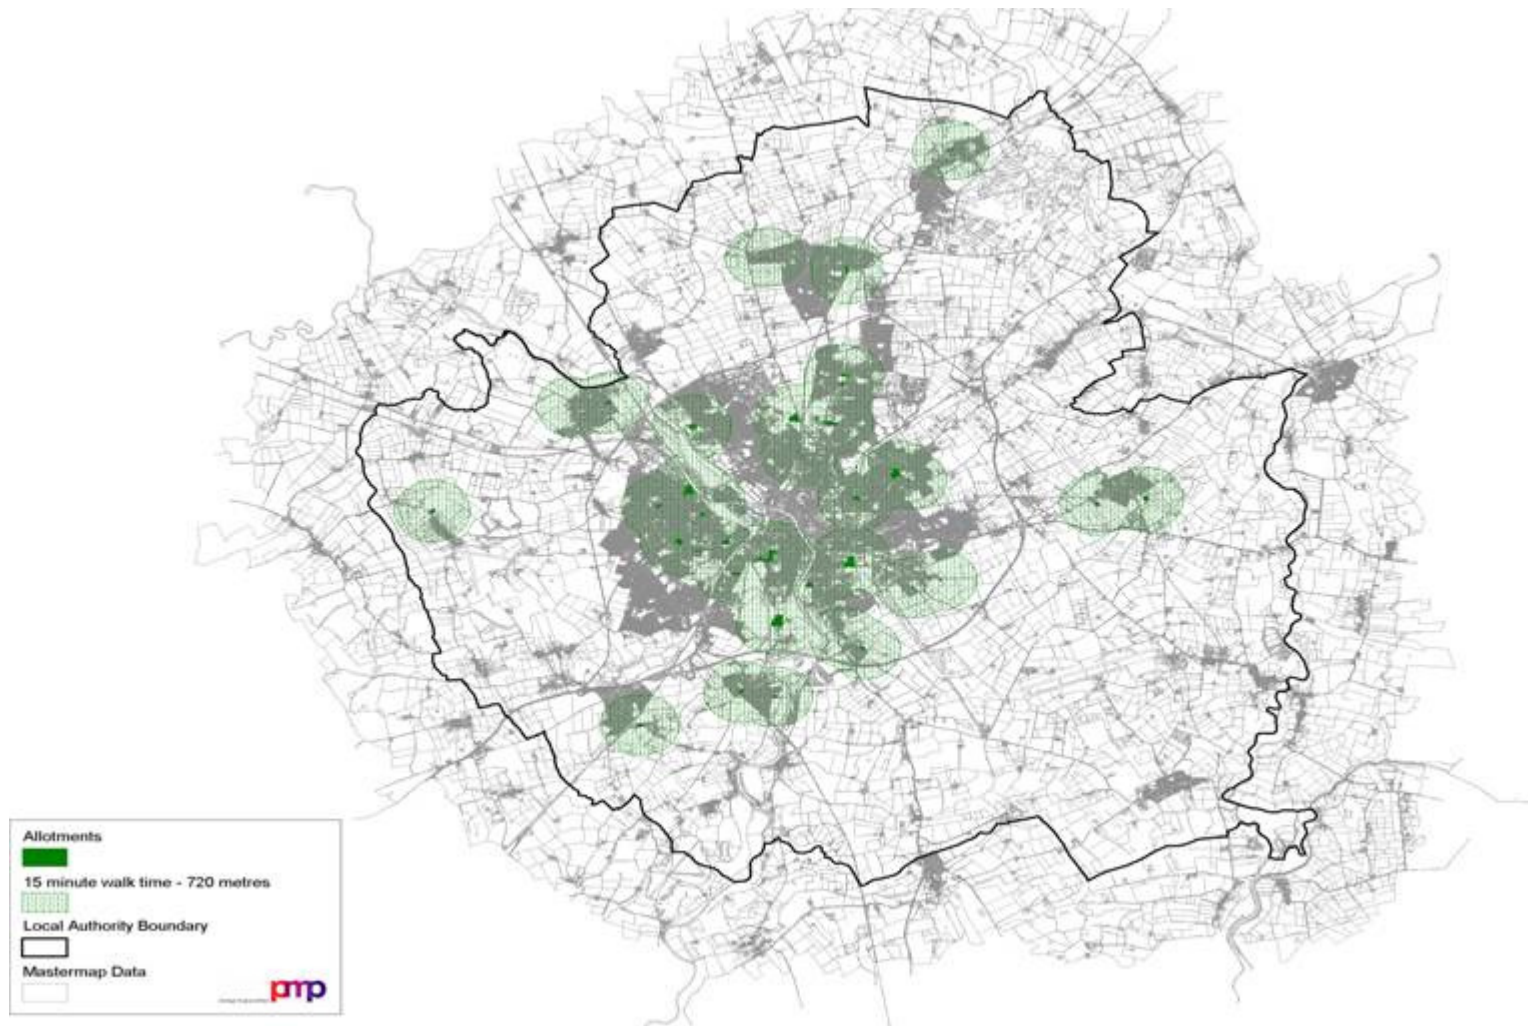 Allotments
15 minute walk time - 720 metres
Local Authority Boundary
Mastermap Data
pmp